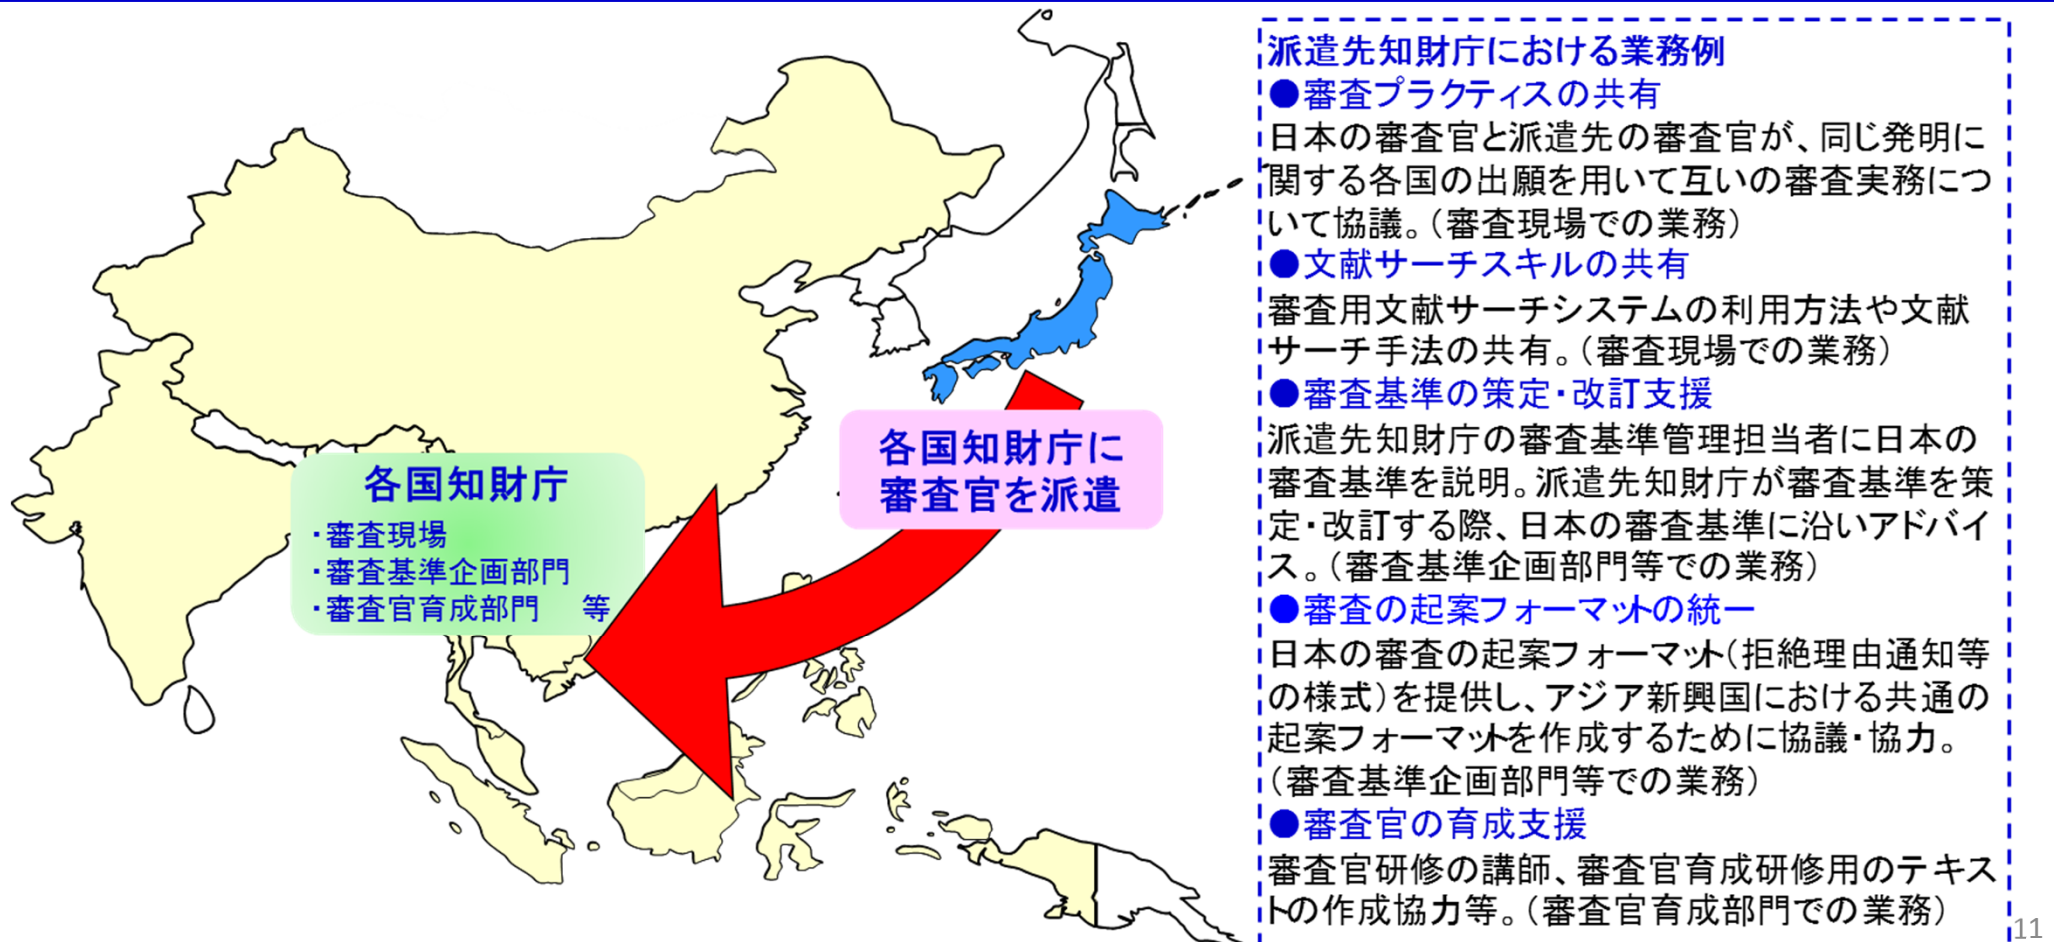 派遣先知財庁における業務例
●審査プラクティスの共有
日本の審査官と派遣先の審査官が、同じ発明に
関する各国の出願を用いて互いの審査実務につ
いて協議。（審査現場での業務）
●文献サーチスキルの共有
審査用文献サーチシステムの利用方法や文献
サーチ手法の共有。（審査現場での業務）
●審査基準の策定・改訂支援
派遣先知財庁の審査基準管理担当者に日本の
審査基準を説明。派遣先知財庁が審査基準を策
定・改訂する際、日本の審査基準に沿いアドバイ
ス。（審査基準企画部門等での業務）
●審査の起案フォーマットの統一
日本の審査の起案フォーマット（拒絶理由通知等
の様式）を提供し、アジア新興国における共通の
起案フォーマットを作成するために協議・協力。
（審査基準企画部門等での業務）
●審査官の育成支援
審査官研修の講師、審査官育成研修用のテキス
トの作成協力等。（審査官育成部門での業務）
各国知財庁に
審査官を派遣
各国知財庁
・審査現場
・審査基準企画部門
・審査官育成部門　等
11